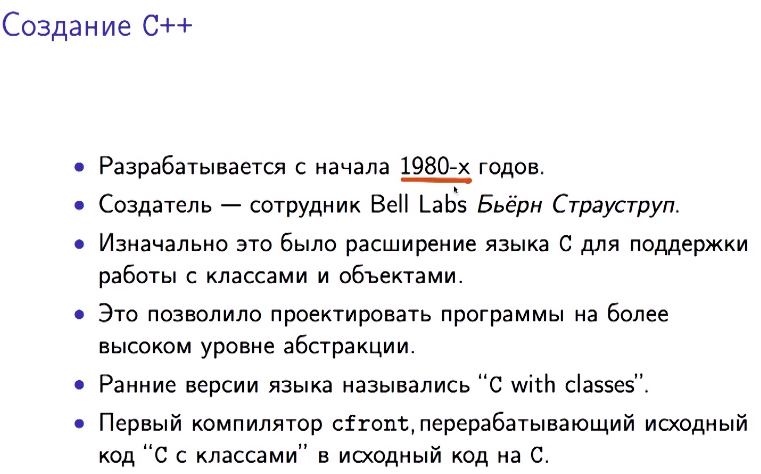 Создание C++
Разрабатывается с начала 1980-х годов.
Создатель — сотрудник Bell Labs Бьёрн Страуструп.
Изначально это было расширение языка C для поддержки
работы с классами и объектами.
Это позволило проектировать программы на более
высоком уровне абстракции.
Ранние версии языка назывались “C with classes”.
Первый компилятор cfront, перерабатывающий исходный
код “C с классами” в исходный код на C.